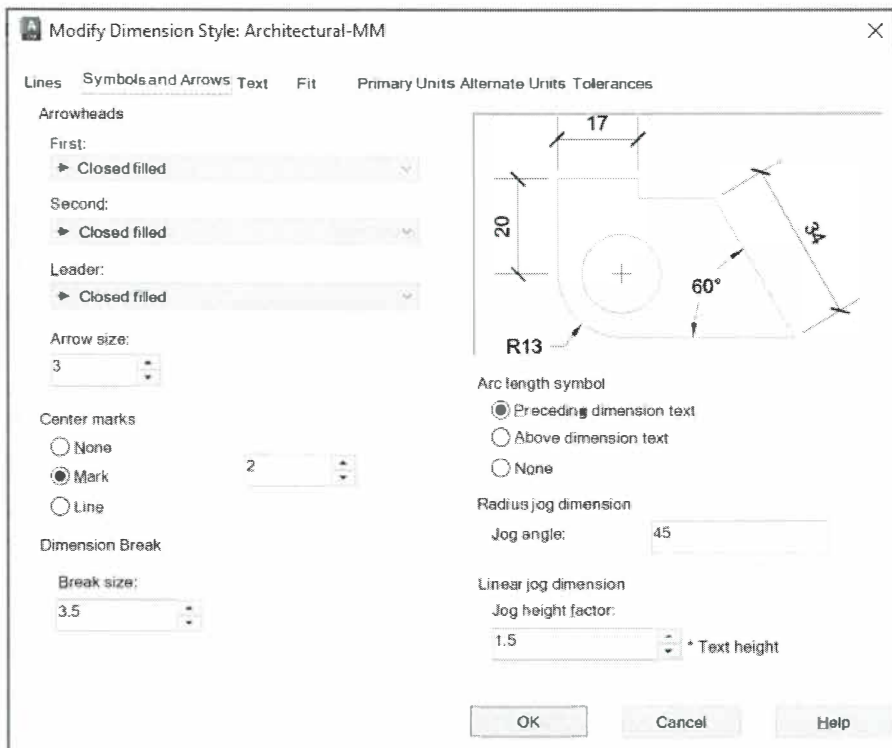 Modify Dimension Style: Architectural-MM
Lines Symbols and Arrows Text Fit Primary Units Alternate Units Tolerances
Arrowheads
First:
Closed filled
Second:
Closed filled
Leader:
Closed filled
Arrow size:
3
Center marks
None
Mark
2
Line
Dimension Break
Break size:
3.5
17
20
34
60°
R13
Arc length symbol
Preceding dimension text
Above dimension text
None
Radius jog dimension
Jog angle:
45
Linear jog dimension
Jog height factor:
1.5
* Text height
OK Cancel Help